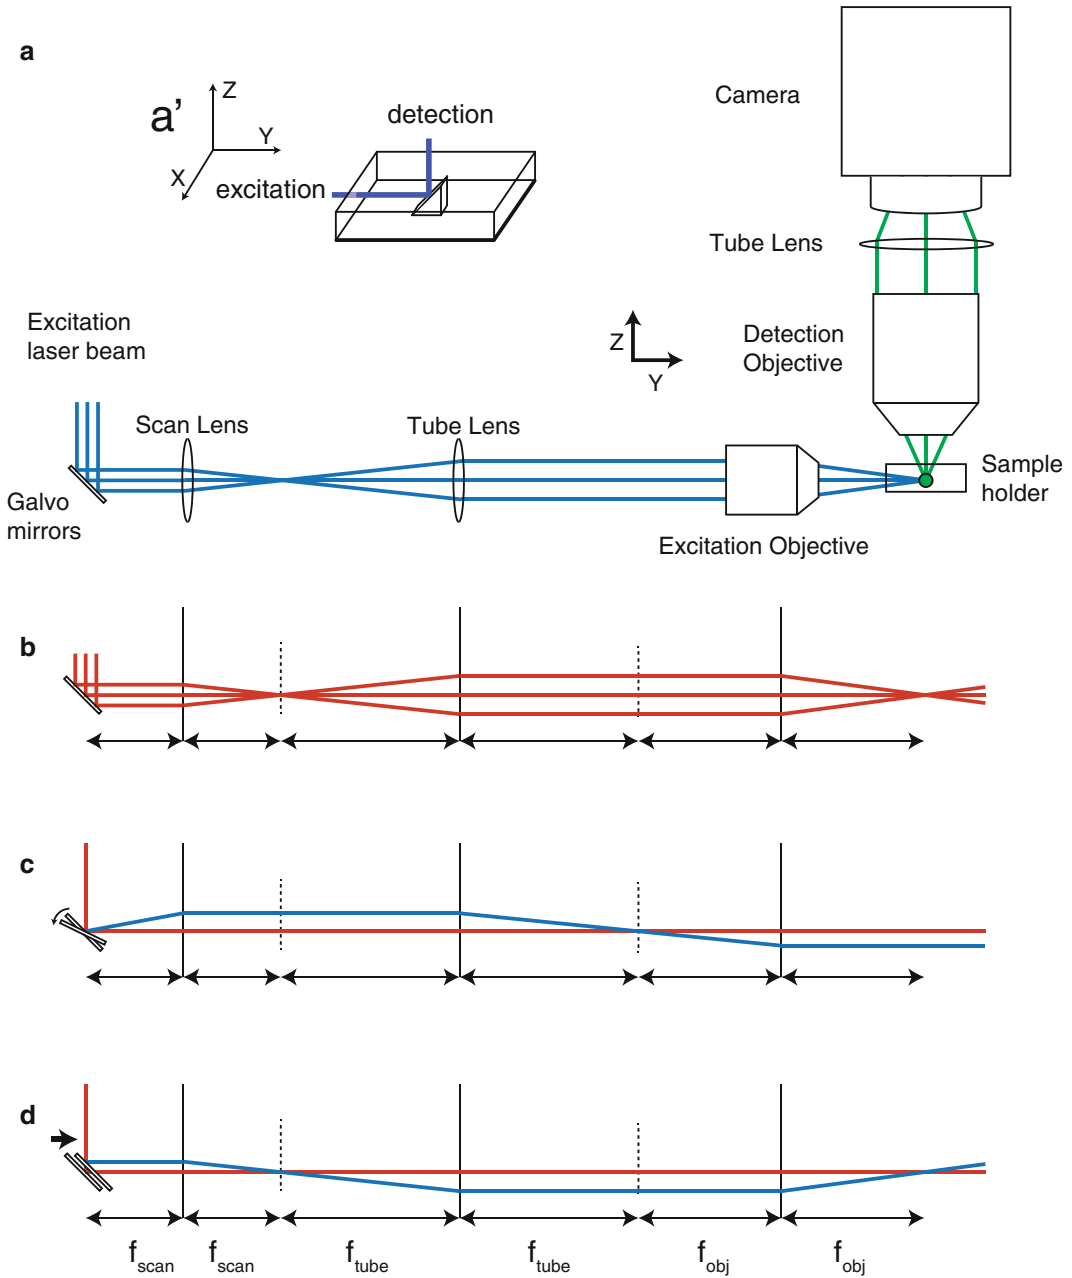 a
Camera
a’
Z
Y
X
detection
excitation
Tube Lens
Excitation
laser beam
Z
Y
Detection
Objective
Scan Lens
Tube Lens
Galvo
mirrors
Sample
holder
Excitation Objective
b
c
d
fscan
fscan
ftube
ftube
fobj
fobj